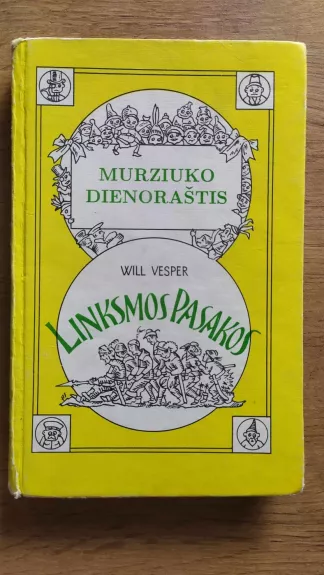 MURZIUKO
DIENORAŠTIS
WILL VESPER
LINKSMOS PASAKOS